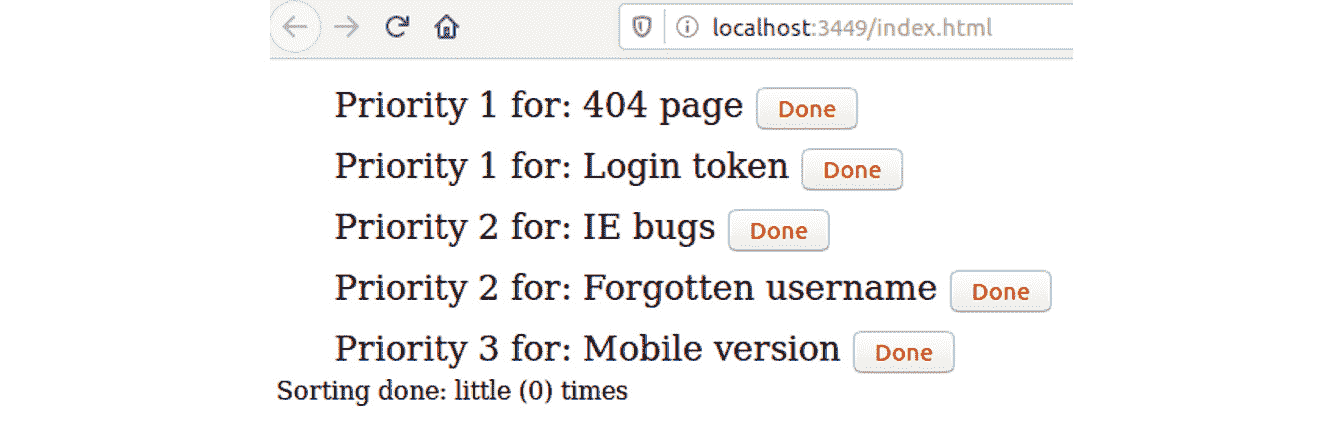 localhost:3449/index.html
Priority 1 for: 404 page Done
Priority 1 for: Login token Done
Priority 2 for: IE bugs Done
Priority 2 for: Forgotten username Done
Priority 3 for: Mobile version Done
Sorting done: little (0) times